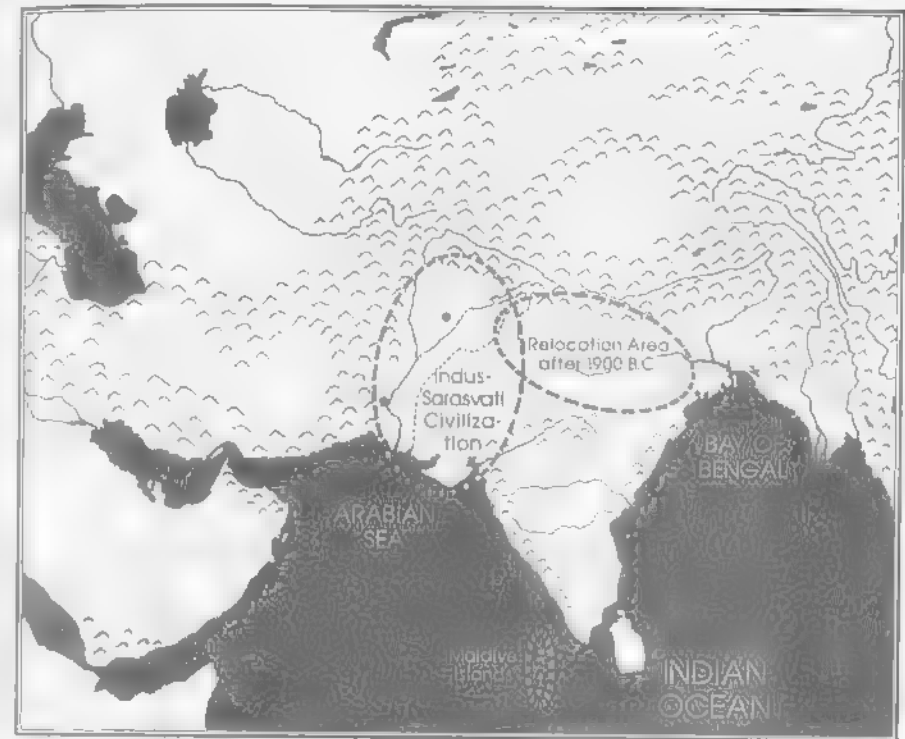 Relocation Area
after 1900 B.C
Indus-
Sarasvati
Civiliza-
tion
BAY OF
BENGAL
ARABIAN
SEA
Maldive
Islands
INDIAN
OCEAN